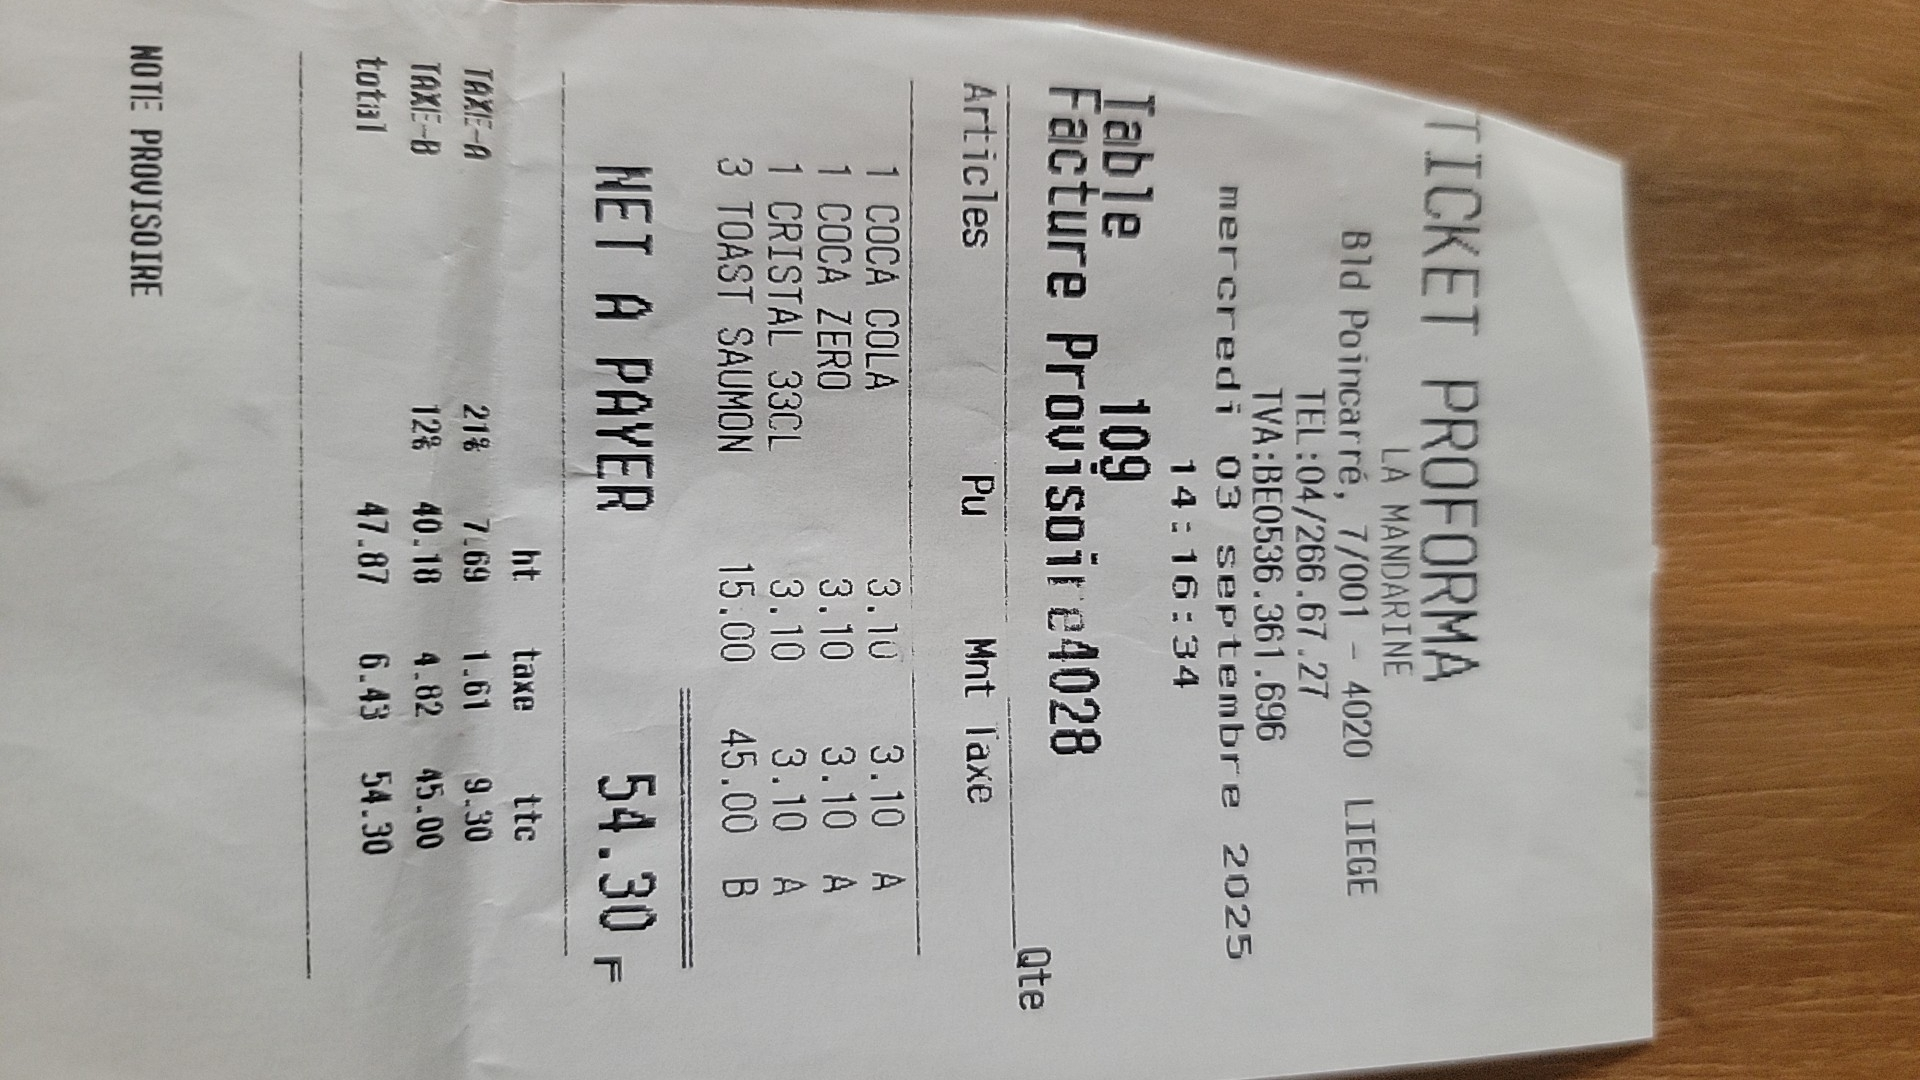 TICKET PROFORMA
LA MANDARINE
Bld Poincarré, 7/001 - 4020 LIEGE
TEL:04/266.67.27
TVA:BE0536.361.696
mercredi 03 septembre 2025
14:16:34
Table 109
Facture Provisoire4028
Qte
Articles Pu Mnt Taxe
1 COCA COLA 3.10 3.10 A
1 COCA ZERO 3.10 3.10 A
1 CRISTAL 33CL 3.10 3.10 A
3 TOAST SAUMON 15.00 45.00 B
NET A PAYER 54.30 F
ht taxe ttc
TAXE-A 21% 7.69 1.61 9.30
TAXE-B 12% 40.18 4.82 45.00
total 47.87 6.43 54.30
NOTE PROVISOIRE